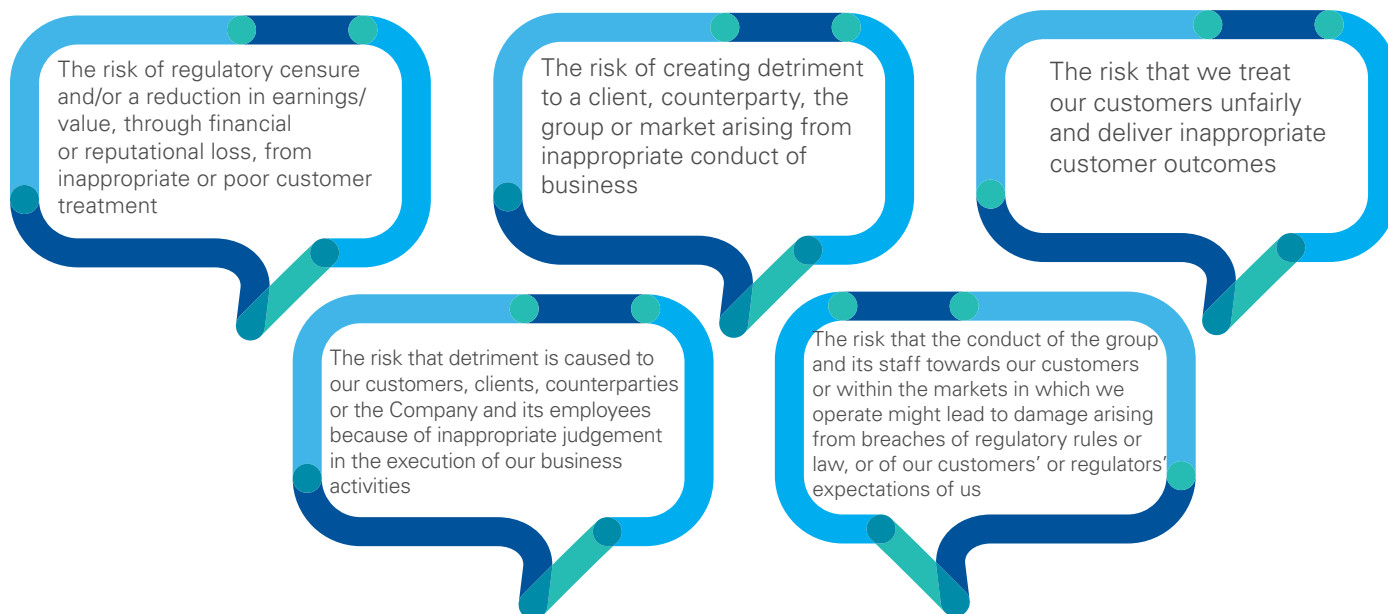 The risk of regulatory censure
and/or a reduction in earnings/
value, through financial
or reputational loss, from
inappropriate or poor customer
treatment
The risk of creating detriment
to a client, counterparty, the
group or market arising from
inappropriate conduct of
business
The risk that we treat
our customers unfairly
and deliver inappropriate
customer outcomes
The risk that detriment is caused to
our customers, clients, counterparties
or the Company and its employees
because of inappropriate judgement
in the execution of our business
activities
The risk that the conduct of the group
and its staff towards our customers
or within the markets in which we
operate might lead to damage arising
from breaches of regulatory rules or
law, or of our customers’ or regulators’
expectations of us